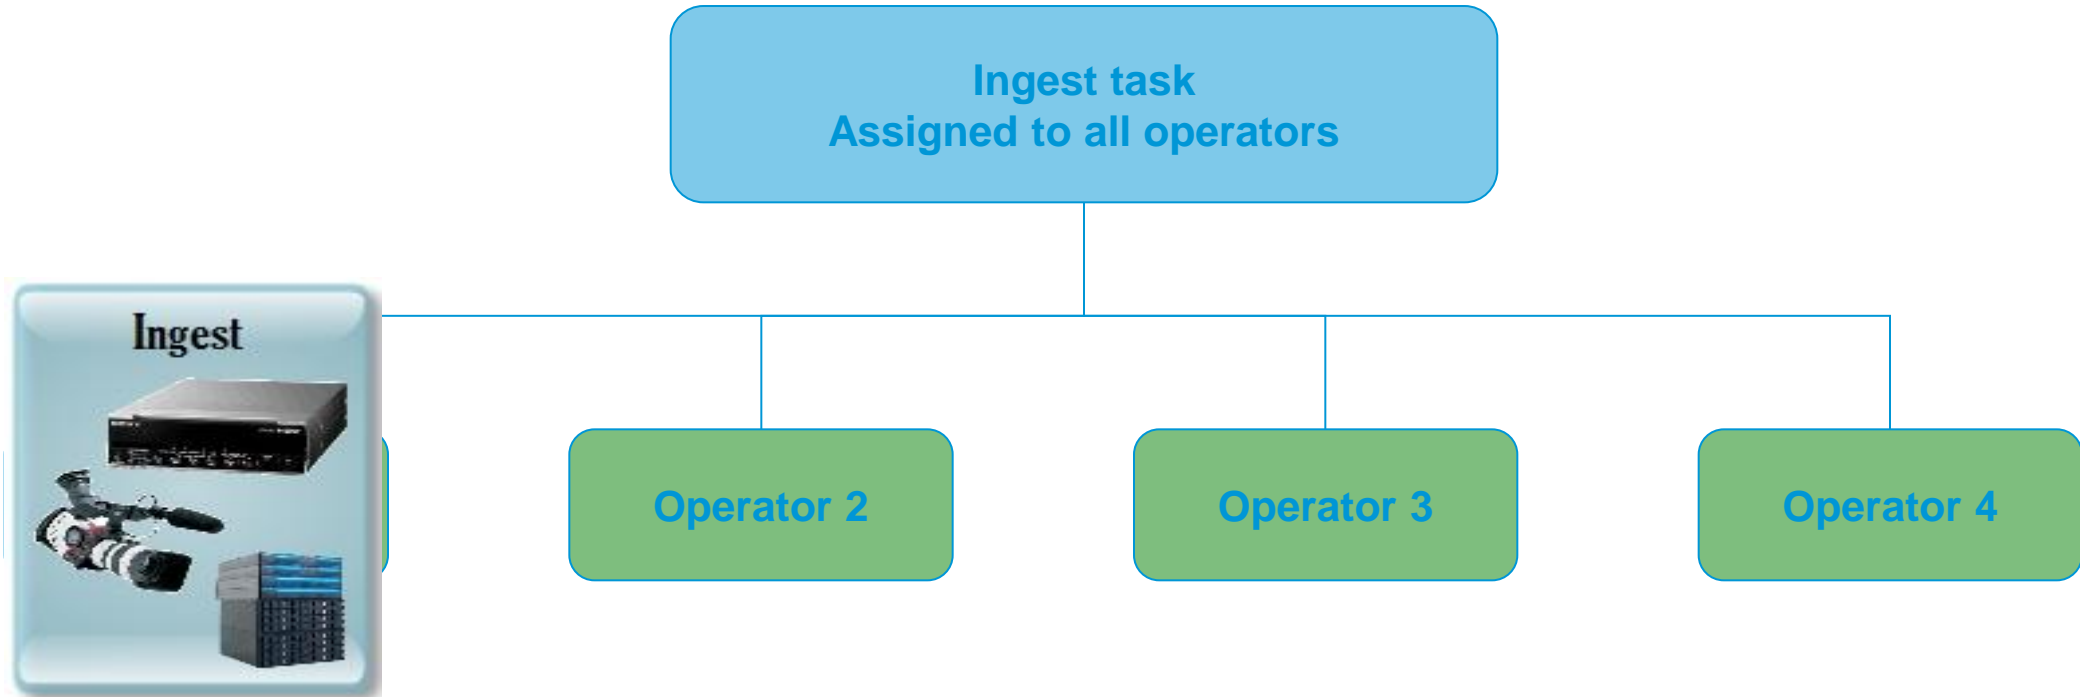 Ingest task
Assigned to all operators
Ingest
Operator 2
Operator 3
Operator 4